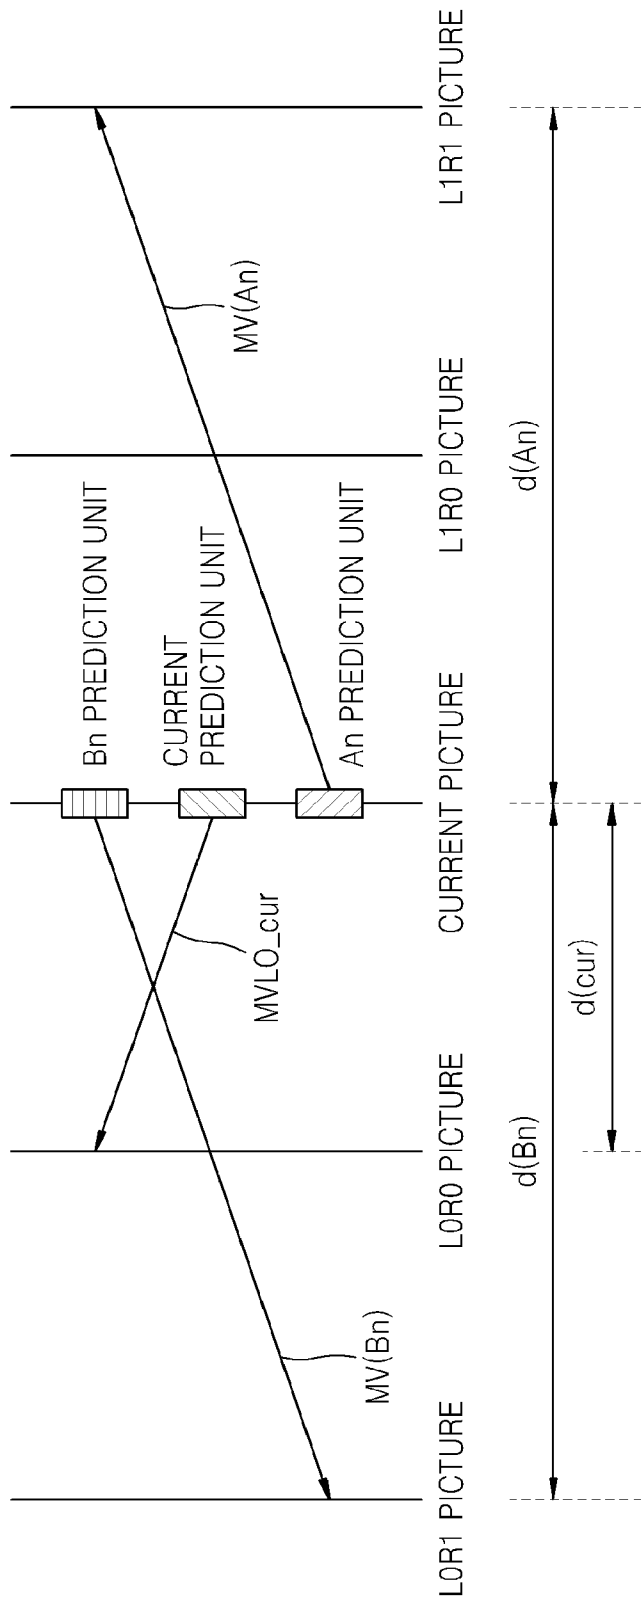 Bn PREDICTION UNIT
CURRENT
PREDICTION UNIT
An PREDICTION UNIT
MV(An)
MVL0_cur
MV(Bn)
L0R1 PICTURE
L0R0 PICTURE
CURRENT PICTURE
L1R0 PICTURE
L1R1 PICTURE
d(Bn)
d(An)
d(cur)